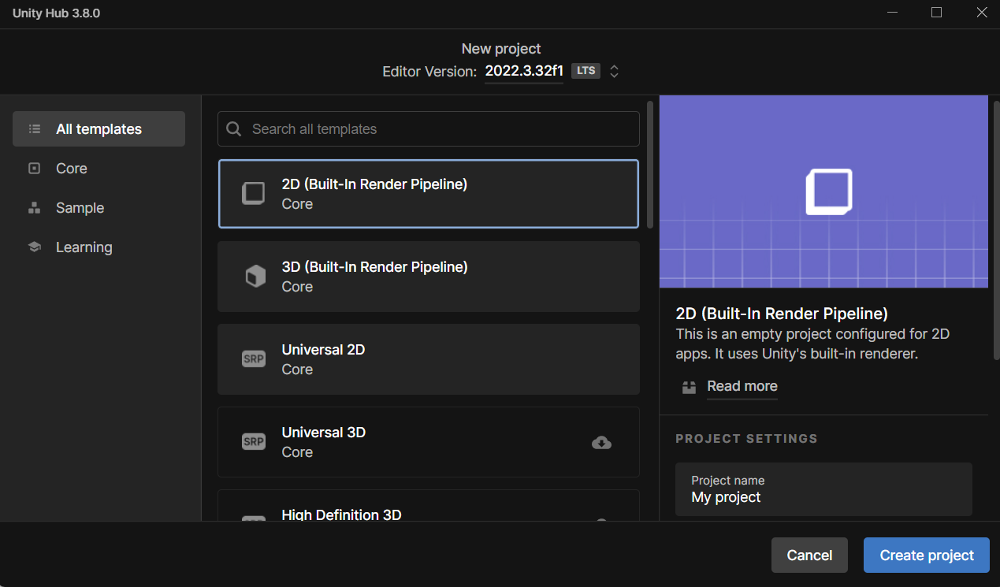 Unity Hub 3.8.0
New project
Editor Version: 2022.3.32f1 LTS
All templates
Core
Sample
Learning
Search all templates
2D (Built-In Render Pipeline)
Core
3D (Built-In Render Pipeline)
Core
SRP
Universal 2D
Core
SRP
Universal 3D
Core
High Definition 3D
2D (Built-In Render Pipeline)
This is an empty project configured for 2D
apps. It uses Unity's built-in renderer.
Read more
PROJECT SETTINGS
Project name
My project
Cancel
Create project